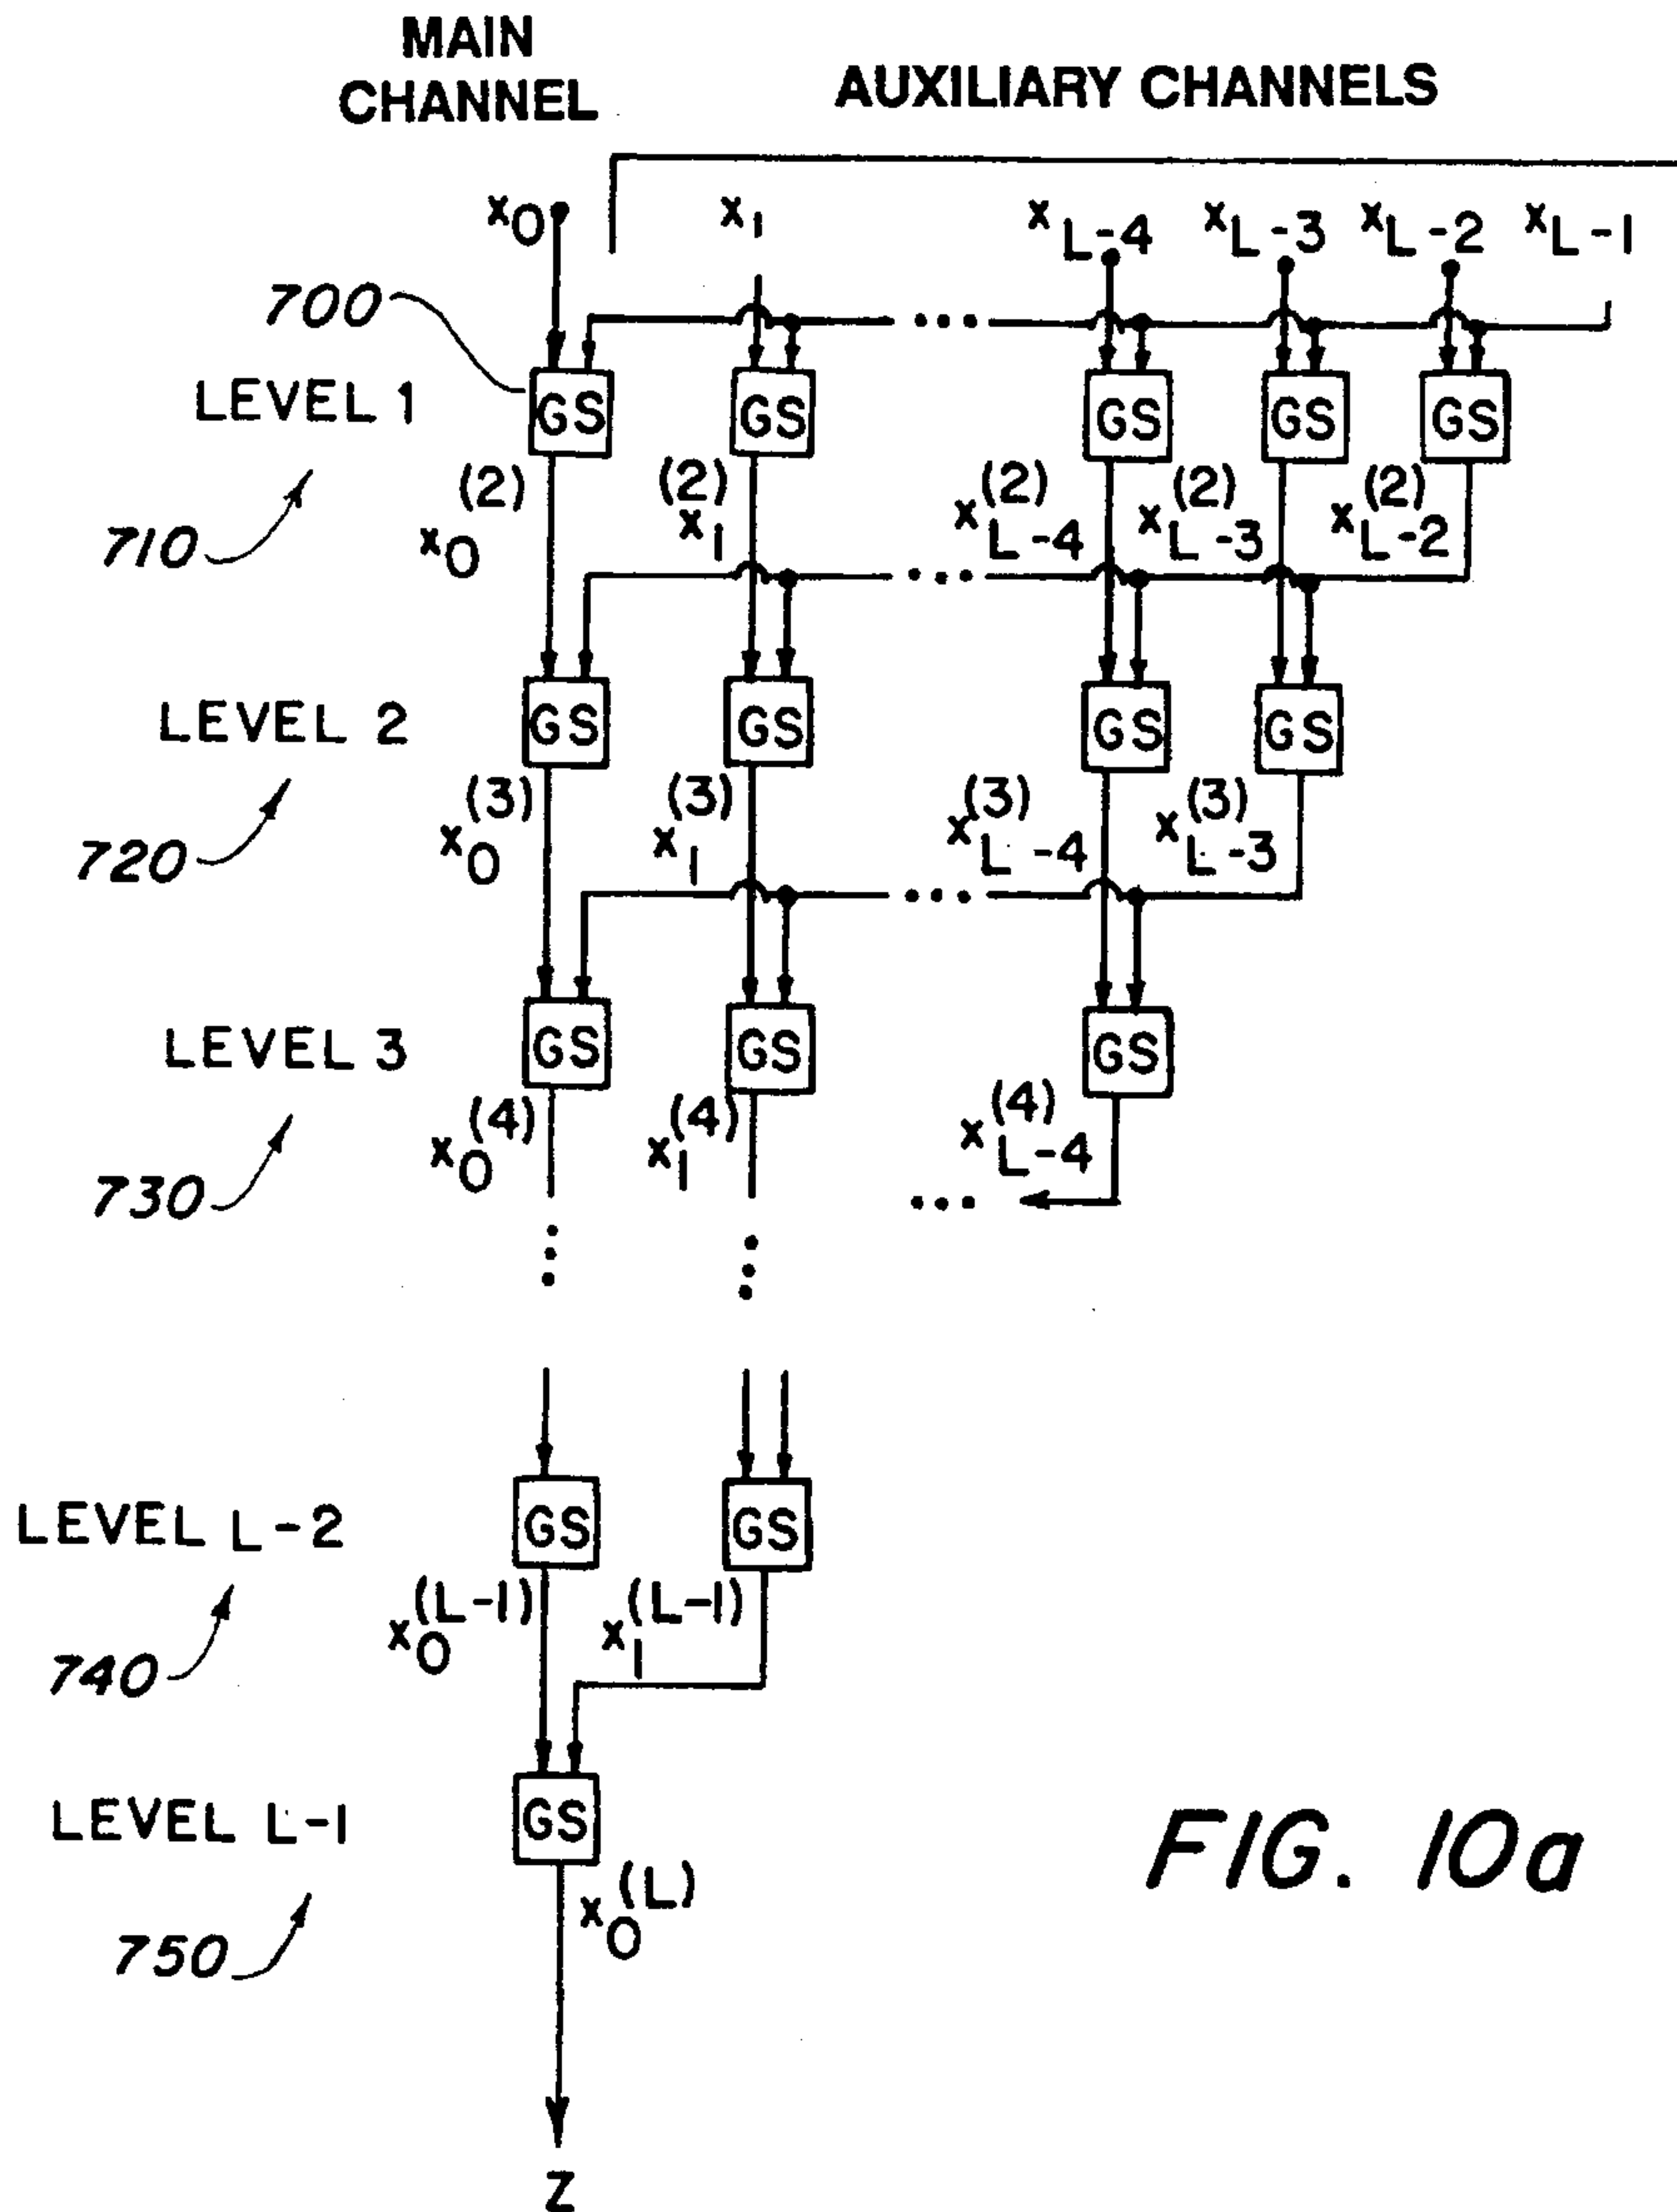 MAIN
CHANNEL
AUXILIARY CHANNELS
x0 x1 xL-4 xL-3 xL-2 xL-1
700
LEVEL 1 GS GS GS GS GS
710
x0(2) x1(2) xL-4(2) xL-3(2) xL-2(2)
LEVEL 2 GS GS GS GS
720
x0(3) x1(3) xL-4(3) xL-3(3)
LEVEL 3 GS GS GS
730
x0(4) x1(4) xL-4(4)
LEVEL L-2 GS GS
740
x0(L-1) x1(L-1)
LEVEL L-1 GS
750
x0(L)
FIG. 10a
Z